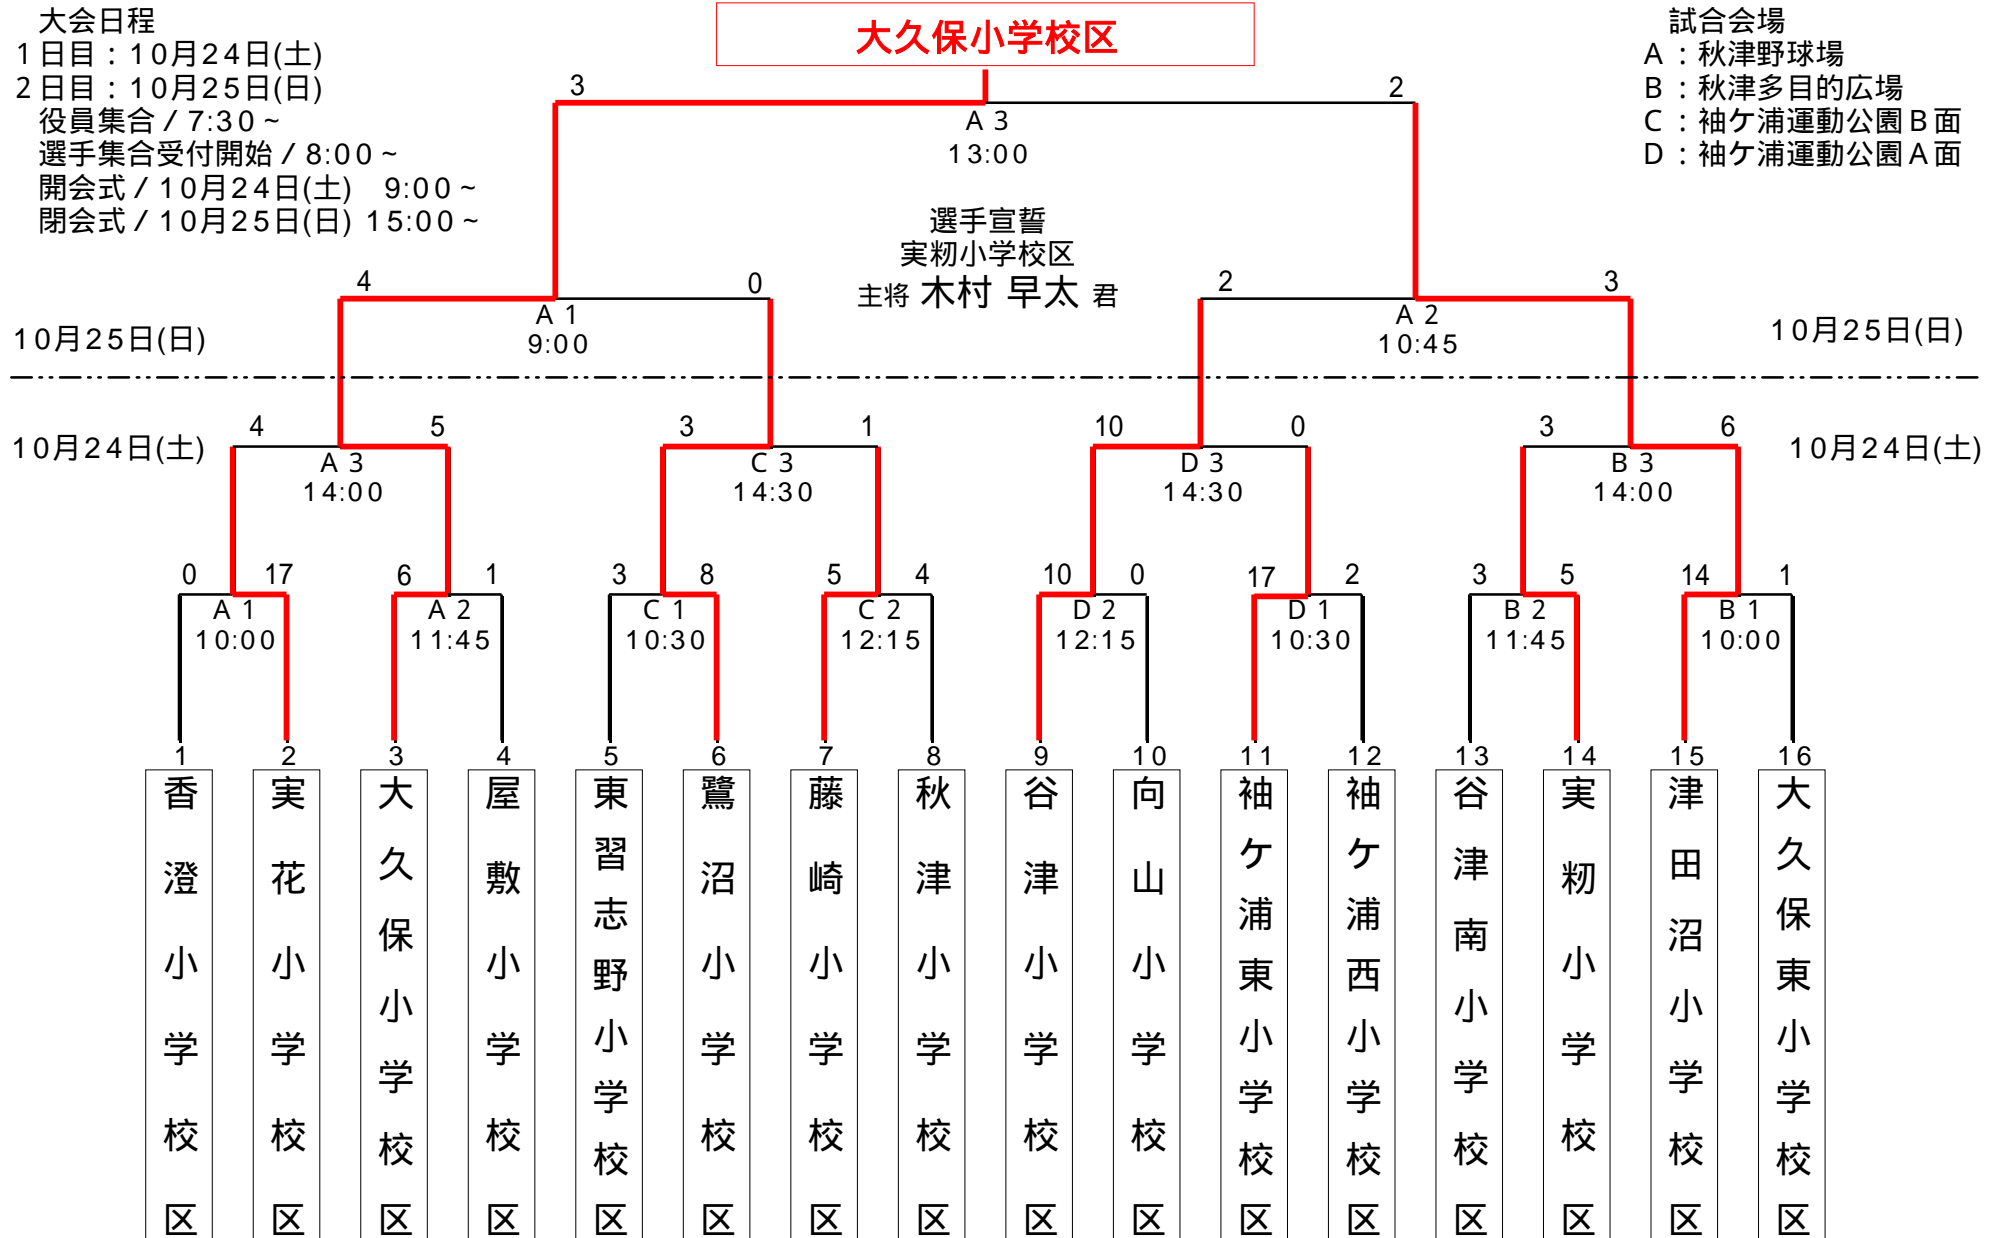 大会日程
1日目：10月24日(土)
2日目：10月25日(日)
役員集合／7:30～
選手集合受付開始／8:00～
開会式／10月24日(土) 9:00～
閉会式／10月25日(日) 15:00～
大久保小学校区
試合会場
A：秋津野球場
B：秋津多目的広場
C：袖ケ浦運動公園B面
D：袖ケ浦運動公園A面
3 2
A3
13:00
選手宣誓
実籾小学校区
主将 木村 早太 君
4 0 2 3
A1 A2
9:00 10:45
10月25日(日) 10月25日(日)
10月24日(土) 10月24日(土)
4 5 3 1 10 0 3 6
A3 C3 D3 B3
14:00 14:30 14:30 14:00
0 17 6 1 3 8 5 4 10 0 17 2 3 5 14 1
A1 A2 C1 C2 D2 D1 B2 B1
10:00 11:45 10:30 12:15 12:15 10:30 11:45 10:00
1 2 3 4 5 6 7 8 9 10 11 12 13 14 15 16
香澄小学校区
実花小学校区
大久保小学校区
屋敷小学校区
東習志野小学校区
鷺沼小学校区
藤崎小学校区
秋津小学校区
谷津小学校区
向山小学校区
袖ケ浦東小学校区
袖ケ浦西小学校区
谷津南小学校区
実籾小学校区
津田沼小学校区
大久保東小学校区